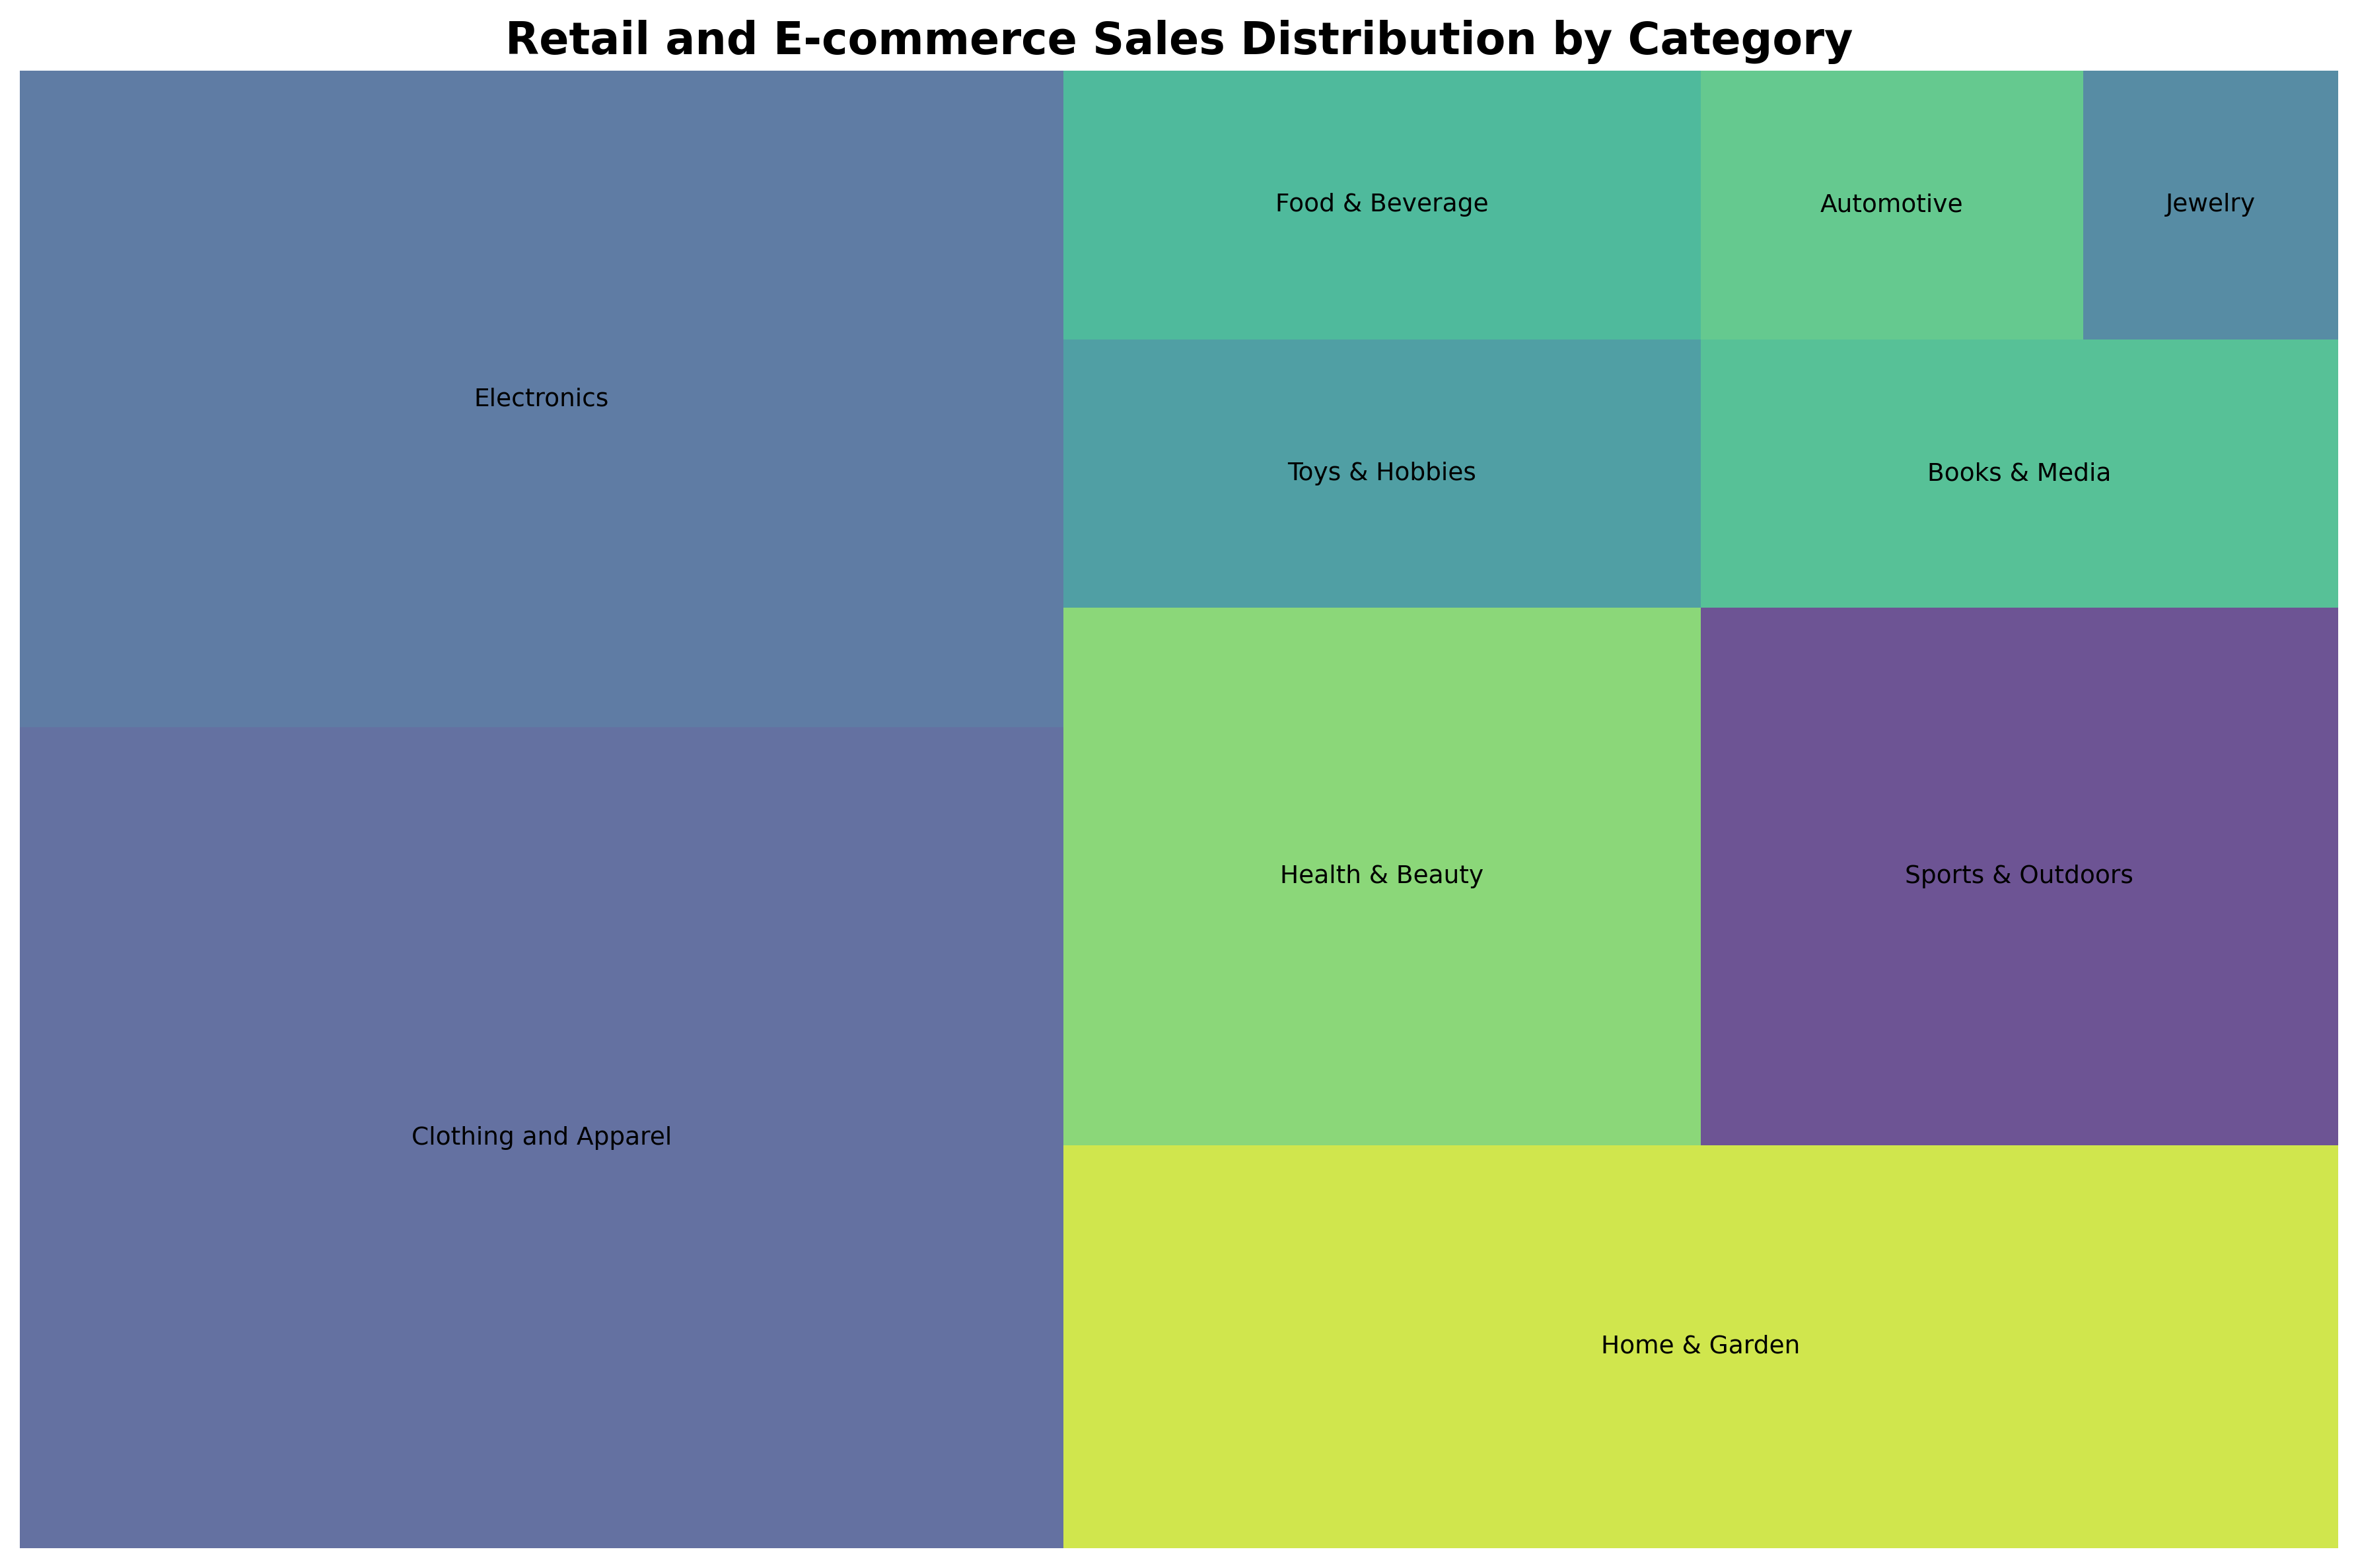 Retail and E-commerce Sales Distribution by Category
Food & Beverage
Automotive
Jewelry
Electronics
Toys & Hobbies
Books & Media
Health & Beauty
Sports & Outdoors
Clothing and Apparel
Home & Garden